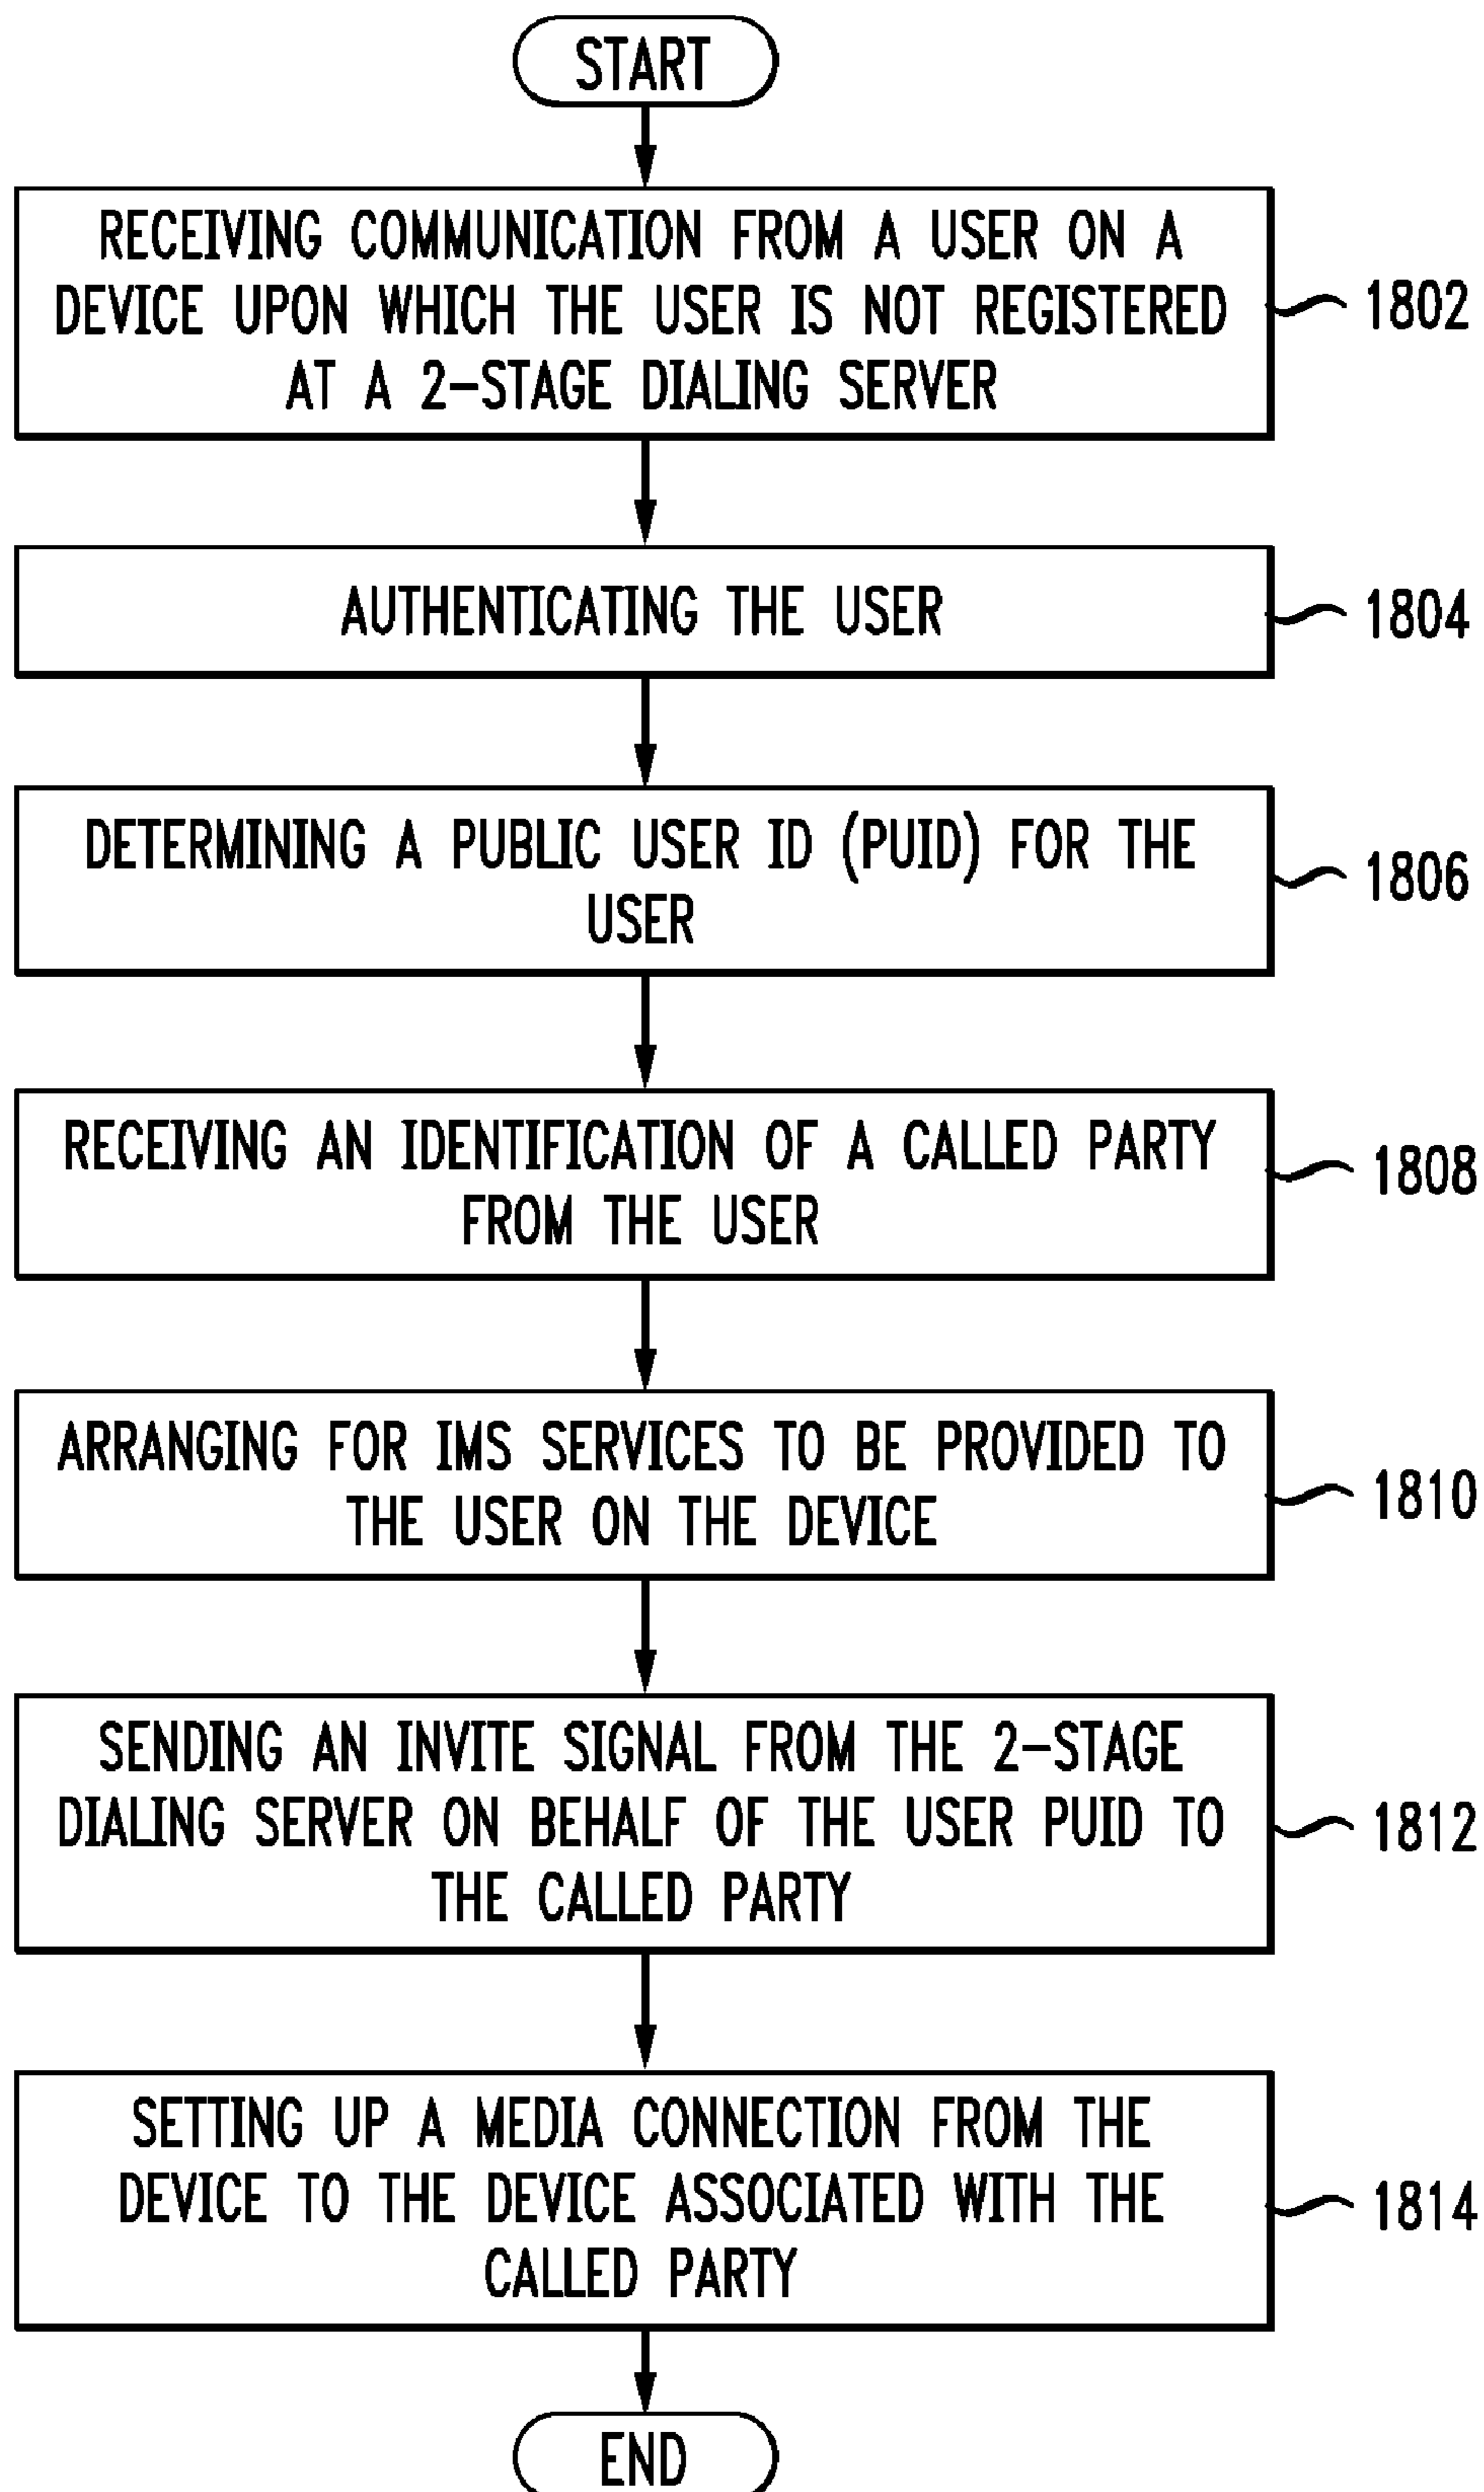 START
RECEIVING COMMUNICATION FROM A USER ON A
DEVICE UPON WHICH THE USER IS NOT REGISTERED
AT A 2-STAGE DIALING SERVER
1802
AUTHENTICATING THE USER
1804
DETERMINING A PUBLIC USER ID (PUID) FOR THE
USER
1806
RECEIVING AN IDENTIFICATION OF A CALLED PARTY
FROM THE USER
1808
ARRANGING FOR IMS SERVICES TO BE PROVIDED TO
THE USER ON THE DEVICE
1810
SENDING AN INVITE SIGNAL FROM THE 2-STAGE
DIALING SERVER ON BEHALF OF THE USER PUID TO
THE CALLED PARTY
1812
SETTING UP A MEDIA CONNECTION FROM THE
DEVICE TO THE DEVICE ASSOCIATED WITH THE
CALLED PARTY
1814
END